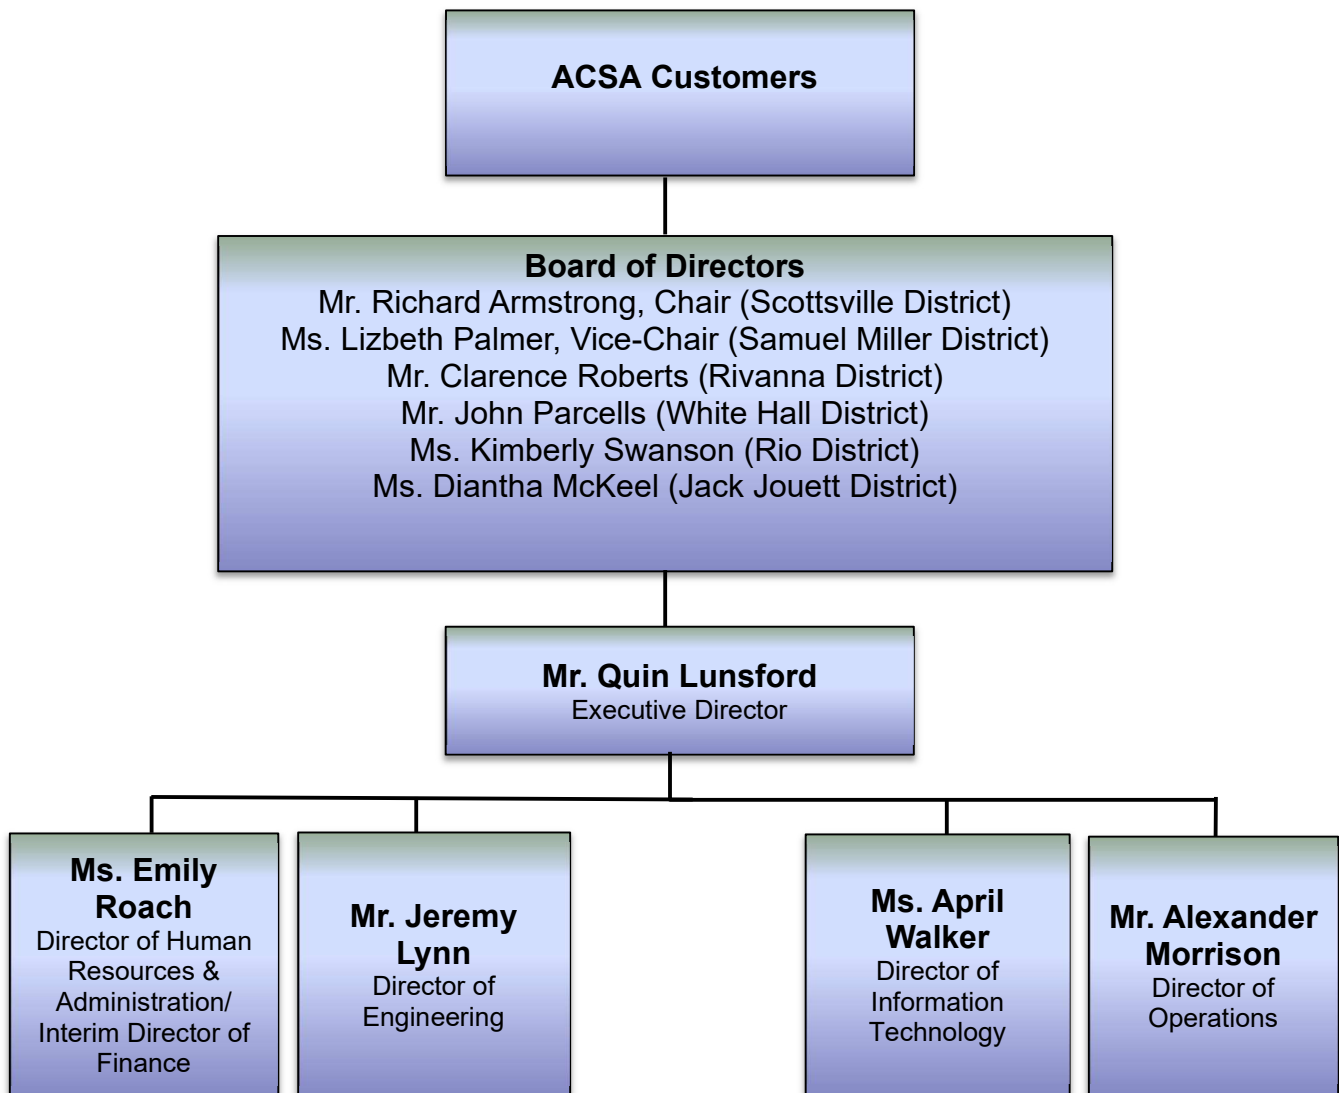 ACSA Customers
Board of Directors
Mr. Richard Armstrong, Chair (Scottsville District)
Ms. Lizbeth Palmer, Vice-Chair (Samuel Miller District)
Mr. Clarence Roberts (Rivanna District)
Mr. John Parcells (White Hall District)
Ms. Kimberly Swanson (Rio District)
Ms. Diantha McKeel (Jack Jouett District)
Mr. Quin Lunsford
Executive Director
Ms. Emily
Roach
Director of Human
Resources &
Administration/
Interim Director of
Finance
Mr. Jeremy
Lynn
Director of
Engineering
Ms. April
Walker
Director of
Information
Technology
Mr. Alexander
Morrison
Director of
Operations